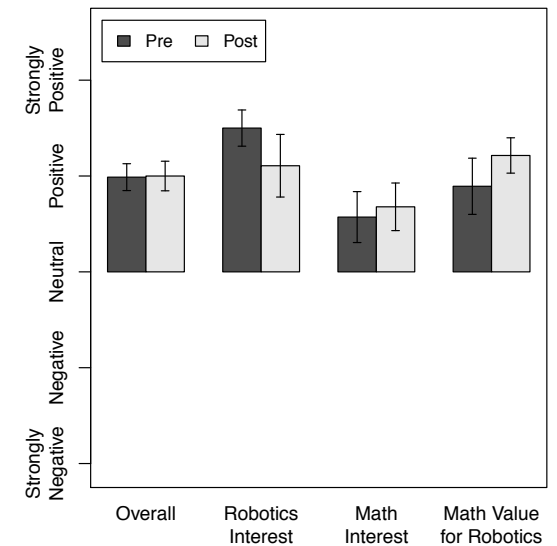 Pre
Post
Strongly
Positive
Positive
Neutral
Negative
Strongly
Negative
Overall
Robotics
Interest
Math
Interest
Math Value
for Robotics